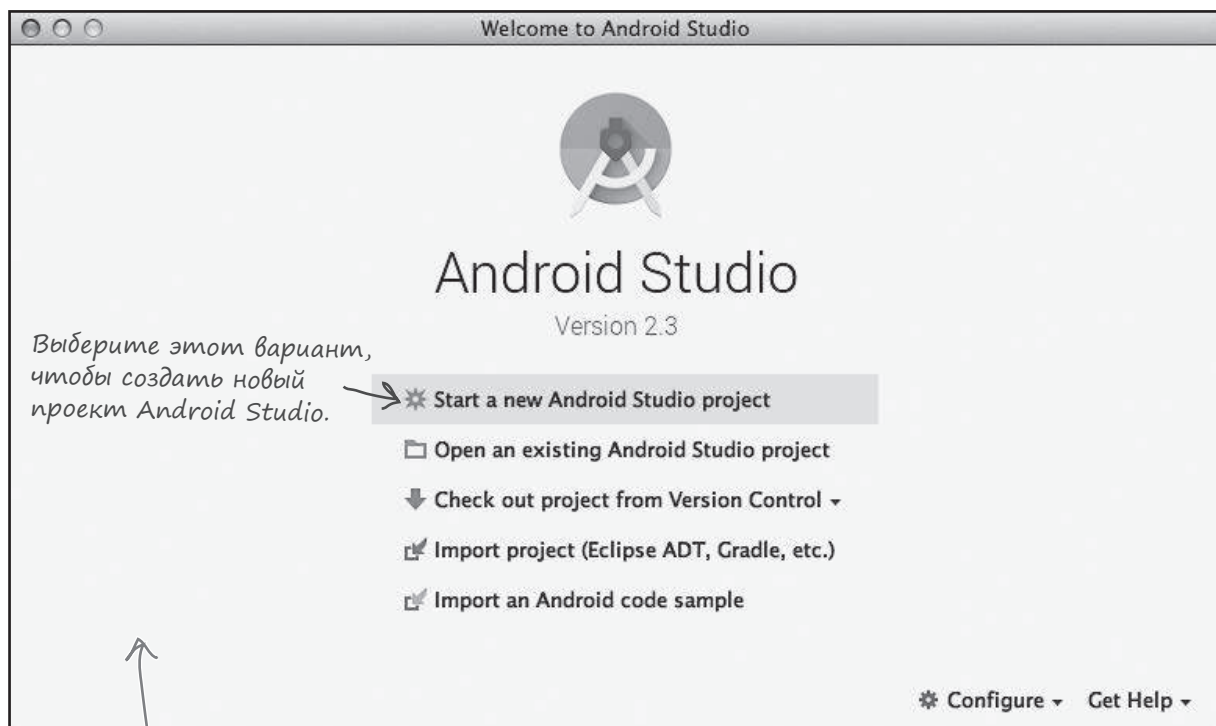 Welcome to Android Studio
Android Studio
Version 2.3
Выберите этот вариант,
чтобы создать новый
проект Android Studio.
Start a new Android Studio project
Open an existing Android Studio project
Check out project from Version Control
Import project (Eclipse ADT, Gradle, etc.)
Import an Android code sample
Configure Get Help